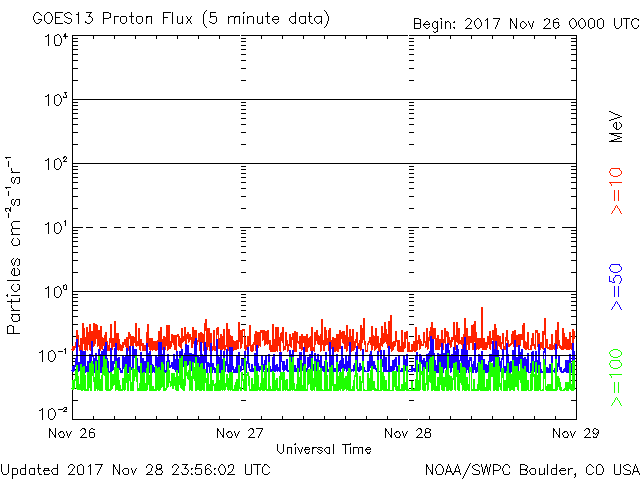 GOES13 Proton Flux (5 minute data)
Begin: 2017 Nov 26 0000 UTC
10⁴
10³
10²
10¹
10⁰
10⁻¹
10⁻²
Particles cm⁻²s⁻¹sr⁻¹
MeV
>=10
>=50
>=100
Nov 26
Nov 27
Nov 28
Nov 29
Universal Time
Updated 2017 Nov 28 23:56:02 UTC
NOAA/SWPC Boulder, CO USA